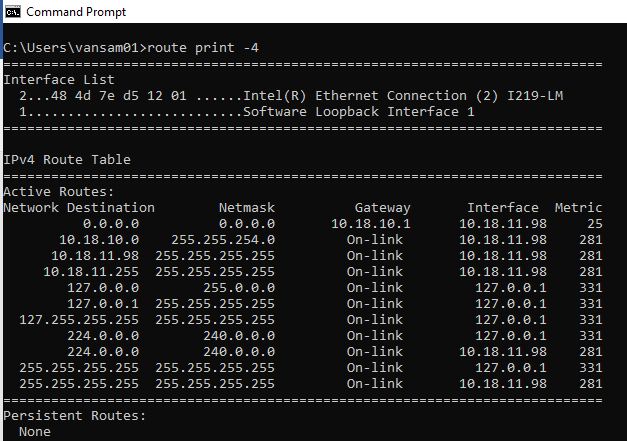 Command Prompt
C:\Users\vansam01>route print -4
===========================================================================
Interface List
  2...48 4d 7e d5 12 01 ......Intel(R) Ethernet Connection (2) I219-LM
  1...........................Software Loopback Interface 1
===========================================================================
IPv4 Route Table
===========================================================================
Active Routes:
Network Destination        Netmask          Gateway       Interface  Metric
          0.0.0.0          0.0.0.0       10.18.10.1      10.18.11.98     25
       10.18.10.0    255.255.254.0         On-link       10.18.11.98    281
      10.18.11.98  255.255.255.255         On-link       10.18.11.98    281
     10.18.11.255  255.255.255.255         On-link       10.18.11.98    281
        127.0.0.0        255.0.0.0         On-link         127.0.0.1    331
        127.0.0.1  255.255.255.255         On-link         127.0.0.1    331
  127.255.255.255  255.255.255.255         On-link         127.0.0.1    331
        224.0.0.0        240.0.0.0         On-link         127.0.0.1    331
        224.0.0.0        240.0.0.0         On-link       10.18.11.98    281
  255.255.255.255  255.255.255.255         On-link         127.0.0.1    331
  255.255.255.255  255.255.255.255         On-link       10.18.11.98    281
===========================================================================
Persistent Routes:
  None